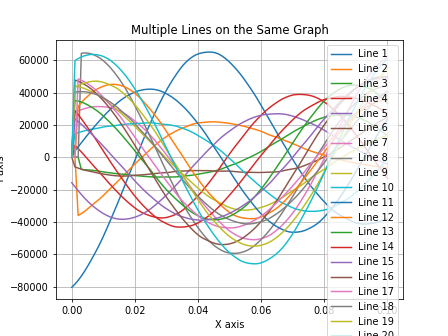 Multiple Lines on the Same Graph
60000
40000
20000
0
−20000
−40000
−60000
−80000
0.00
0.02
0.04
0.06
X axis
Line 1
Line 2
Line 3
Line 4
Line 5
Line 6
Line 7
Line 8
Line 9
Line 10
Line 11
Line 12
Line 13
Line 14
Line 15
Line 16
Line 17
Line 18
Line 19
Line 20